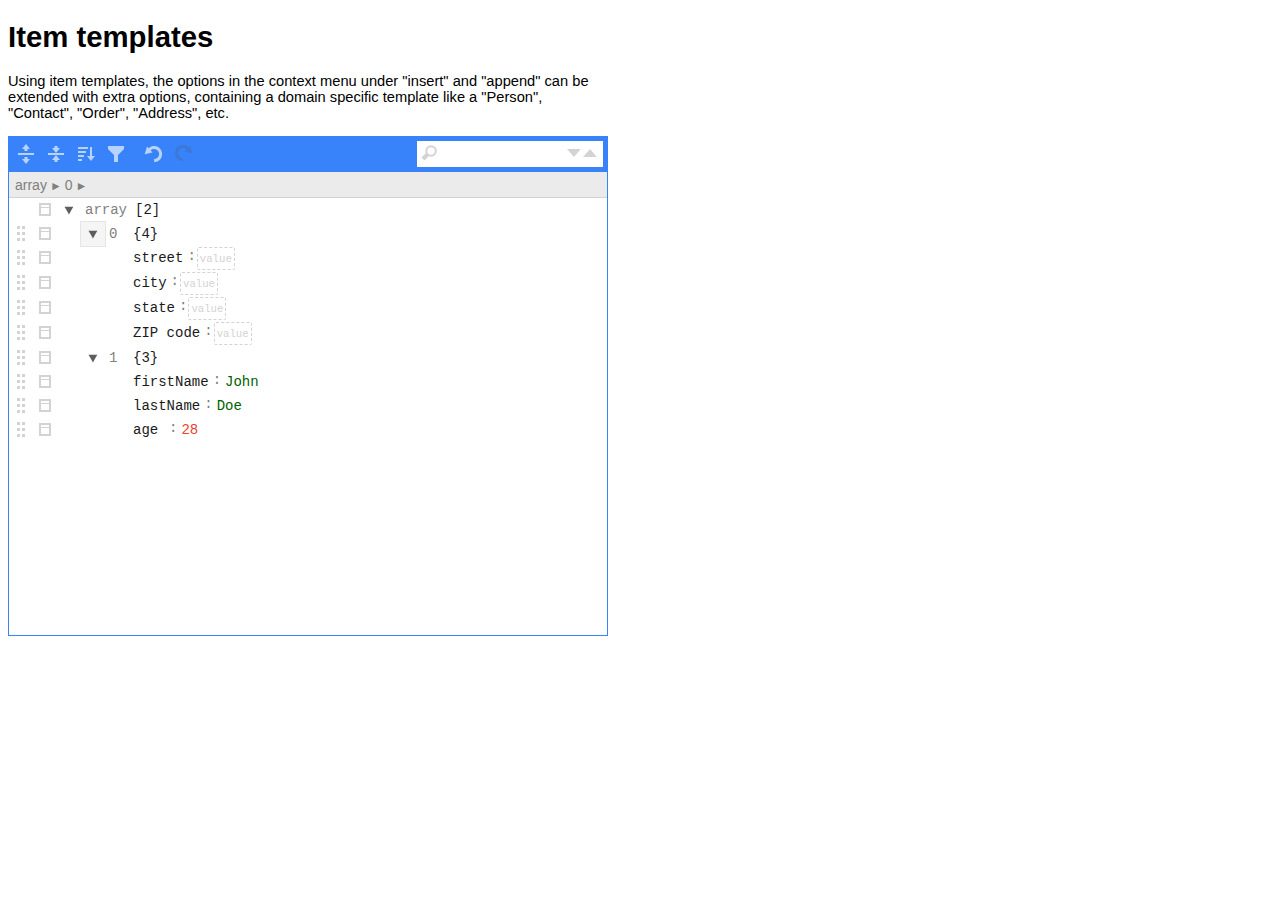 Item templates
Using item templates, the options in the context menu under "insert" and "append" can be
extended with extra options, containing a domain specific template like a "Person",
"Contact", "Order", "Address", etc.
array ► 0 ►
array [2]
0 {4}
street : value
city : value
state : value
ZIP code : value
1 {3}
firstName : John
lastName : Doe
age : 28